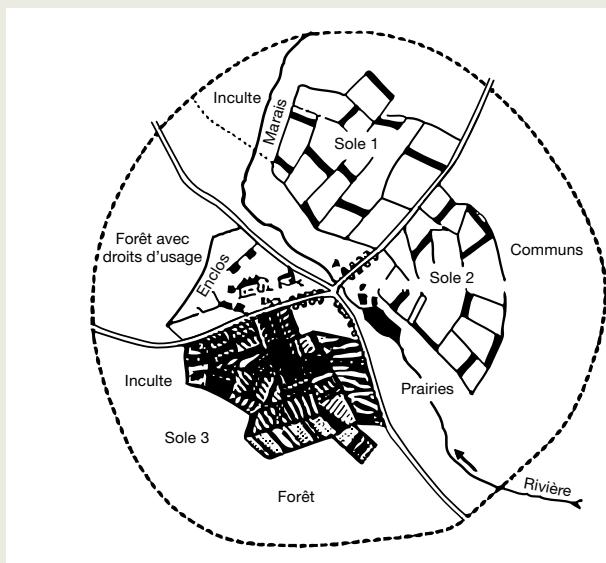 Inculte
Marais
Sole 1
Forêt avec
droits d'usage
Enclos
Communs
Sole 2
Inculte
Prairies
Sole 3
Rivière
Forêt